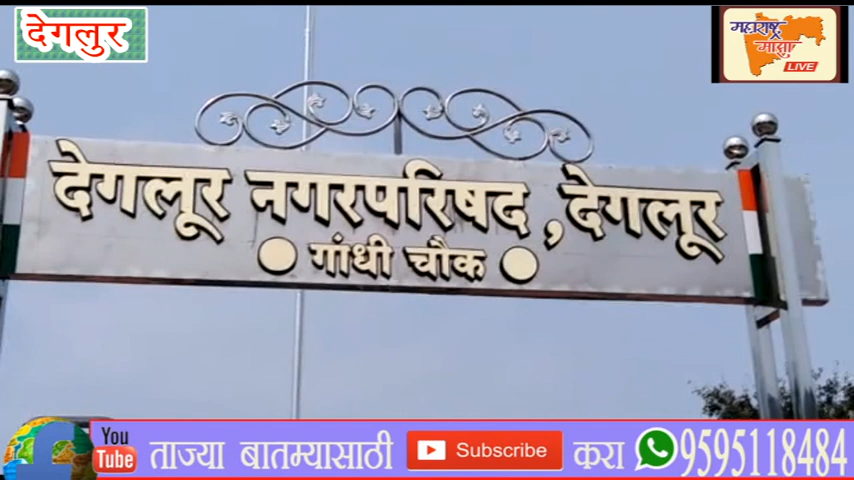 देगलुर
महाराष्ट्र
माझा
LIVE
देगलूर नगरपरिषद, देगलूर
गांधी चौक
You Tube ताज्या बातम्यासाठी Subscribe करा 9595118484